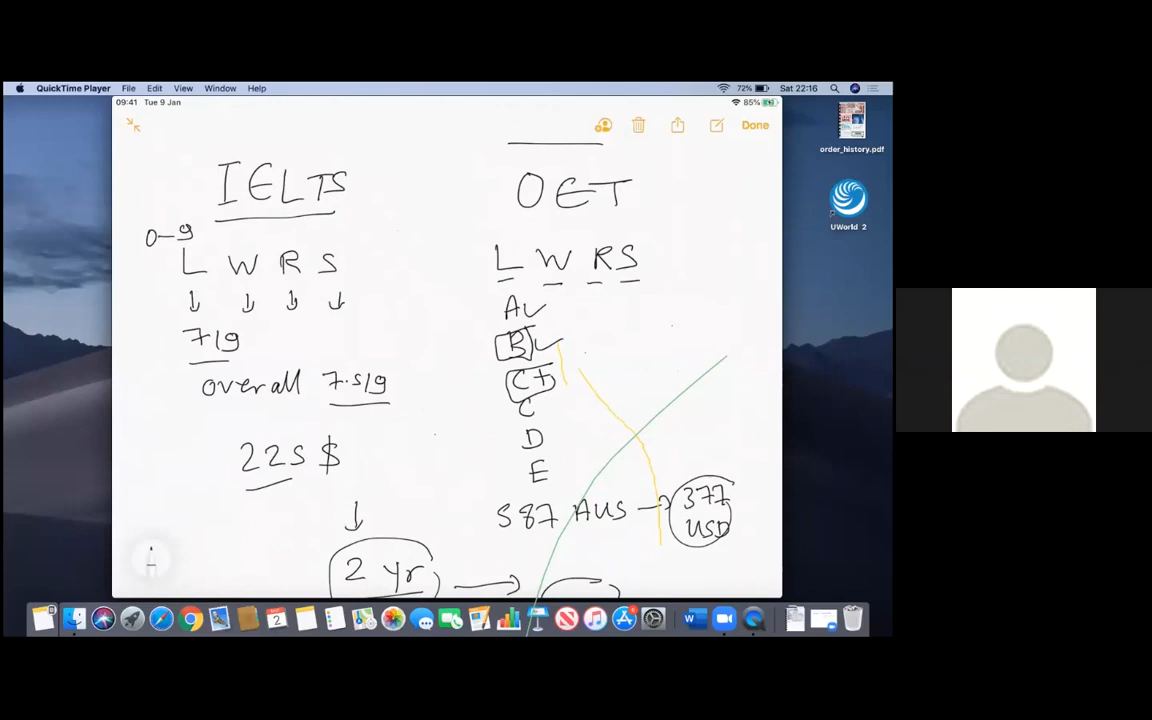 QuickTime Player File Edit View Window Help 72% Sat 22:16
09:41 Tue 9 Jan 85%
Done
order_history.pdf
UWorld 2
IELTS
0-9
L W R S
7/9
overall 7.5/9
225 $
2 yr
OET
L W R S
A
B
C+
C
D
E
587 AUS → 377 USD